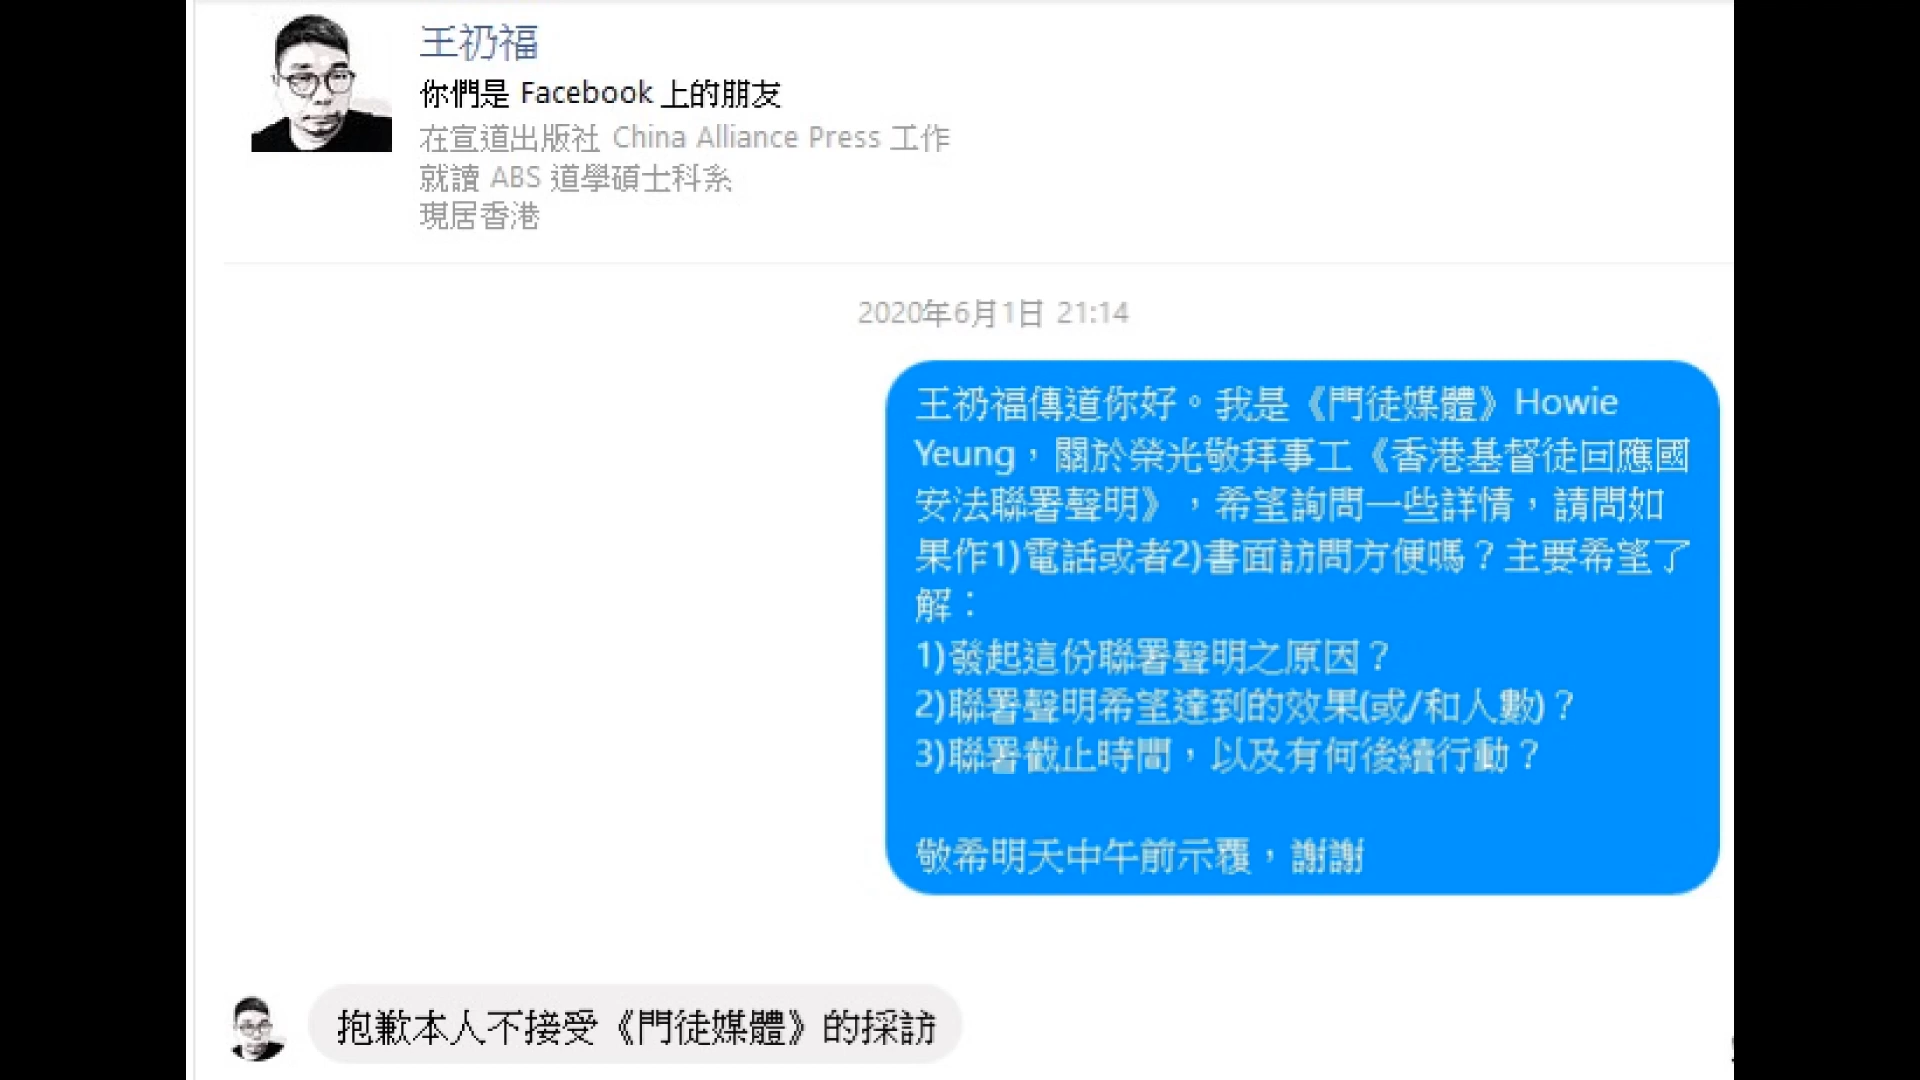 王礽福
你們是 Facebook 上的朋友
在宣道出版社 China Alliance Press 工作
就讀 ABS 道學碩士科系
現居香港
2020年6月1日 21:14
王礽福傳道你好。我是《門徒媒體》Howie
Yeung，關於榮光敬拜事工《香港基督徒回應國
安法聯署聲明》，希望詢問一些詳情，請問如
果作1)電話或者2)書面訪問方便嗎？主要希望了
解：
1)發起這份聯署聲明之原因？
2)聯署聲明希望達到的效果(或/和人數)？
3)聯署截止時間，以及有何後續行動？
敬希明天中午前示覆，謝謝
抱歉本人不接受《門徒媒體》的採訪